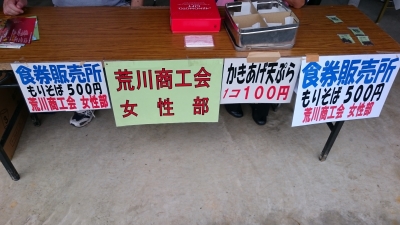 食券販売所
もりそば 500円
荒川商工会 女性部
荒川商工会
女性部
かきあげ天ぷら
1コ100円
食券販売所
もりそば 500円
荒川商工会 女性部